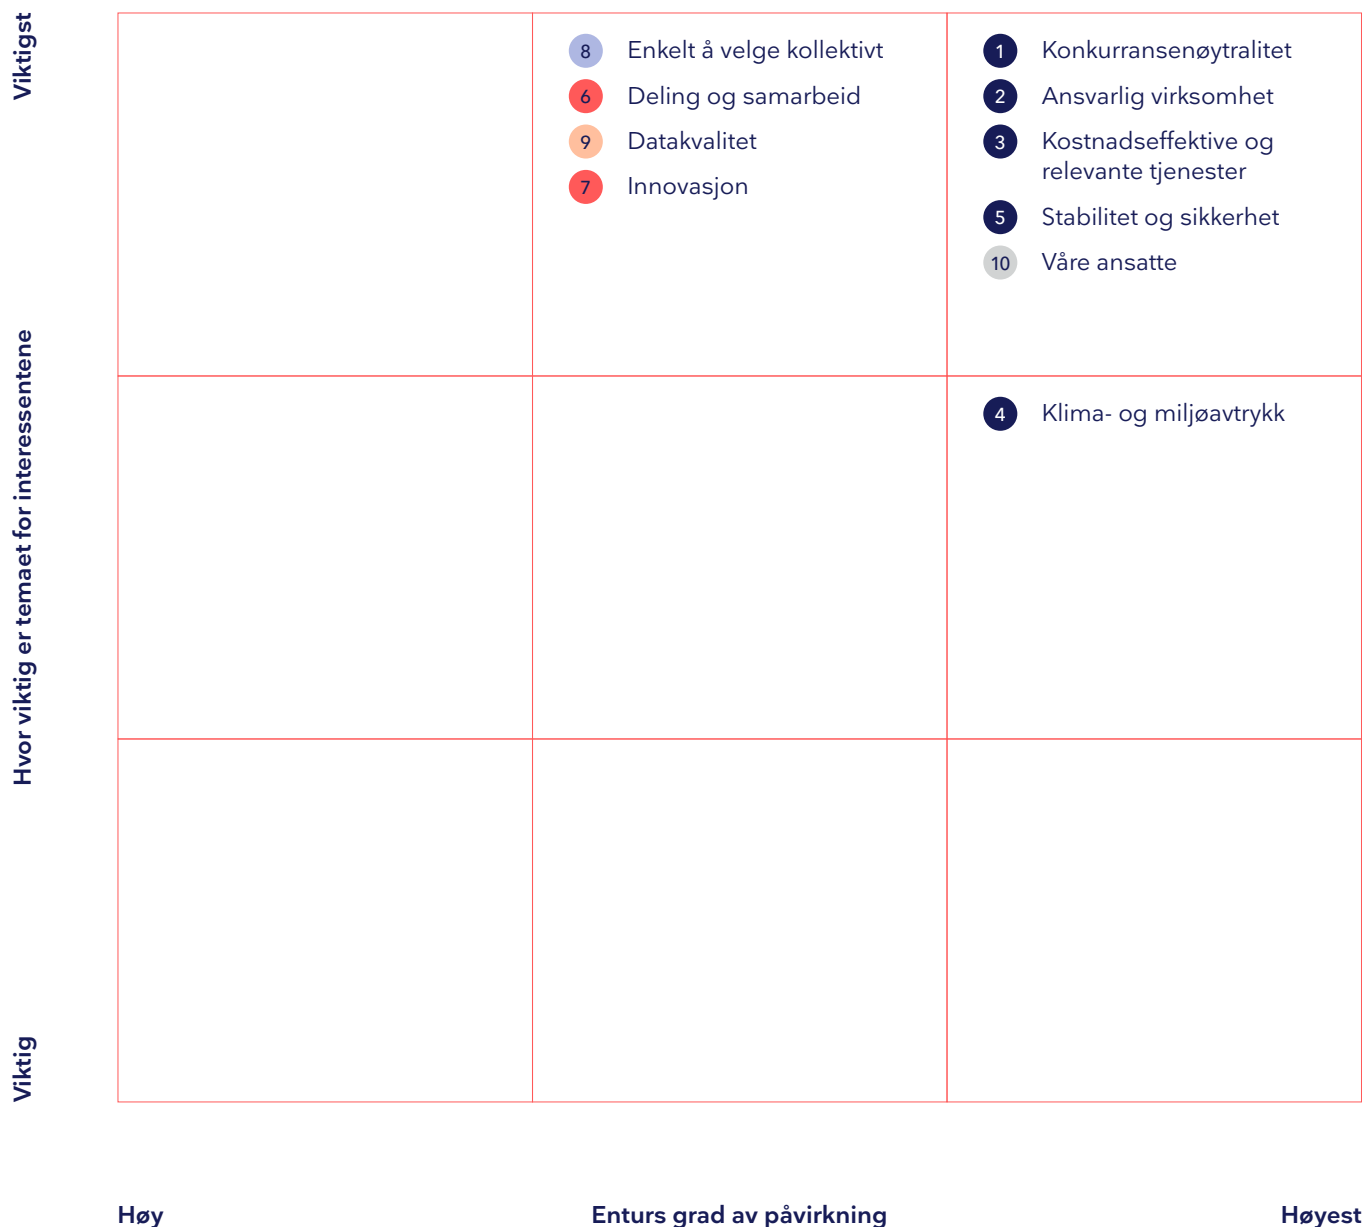 Viktigst
Hvor viktig er temaet for interessentene
Viktig
8 Enkelt å velge kollektivt
6 Deling og samarbeid
9 Datakvalitet
7 Innovasjon
1 Konkurransenøytralitet
2 Ansvarlig virksomhet
3 Kostnadseffektive og
relevante tjenester
5 Stabilitet og sikkerhet
10 Våre ansatte
4 Klima- og miljøavtrykk
Høy
Enturs grad av påvirkning
Høyest